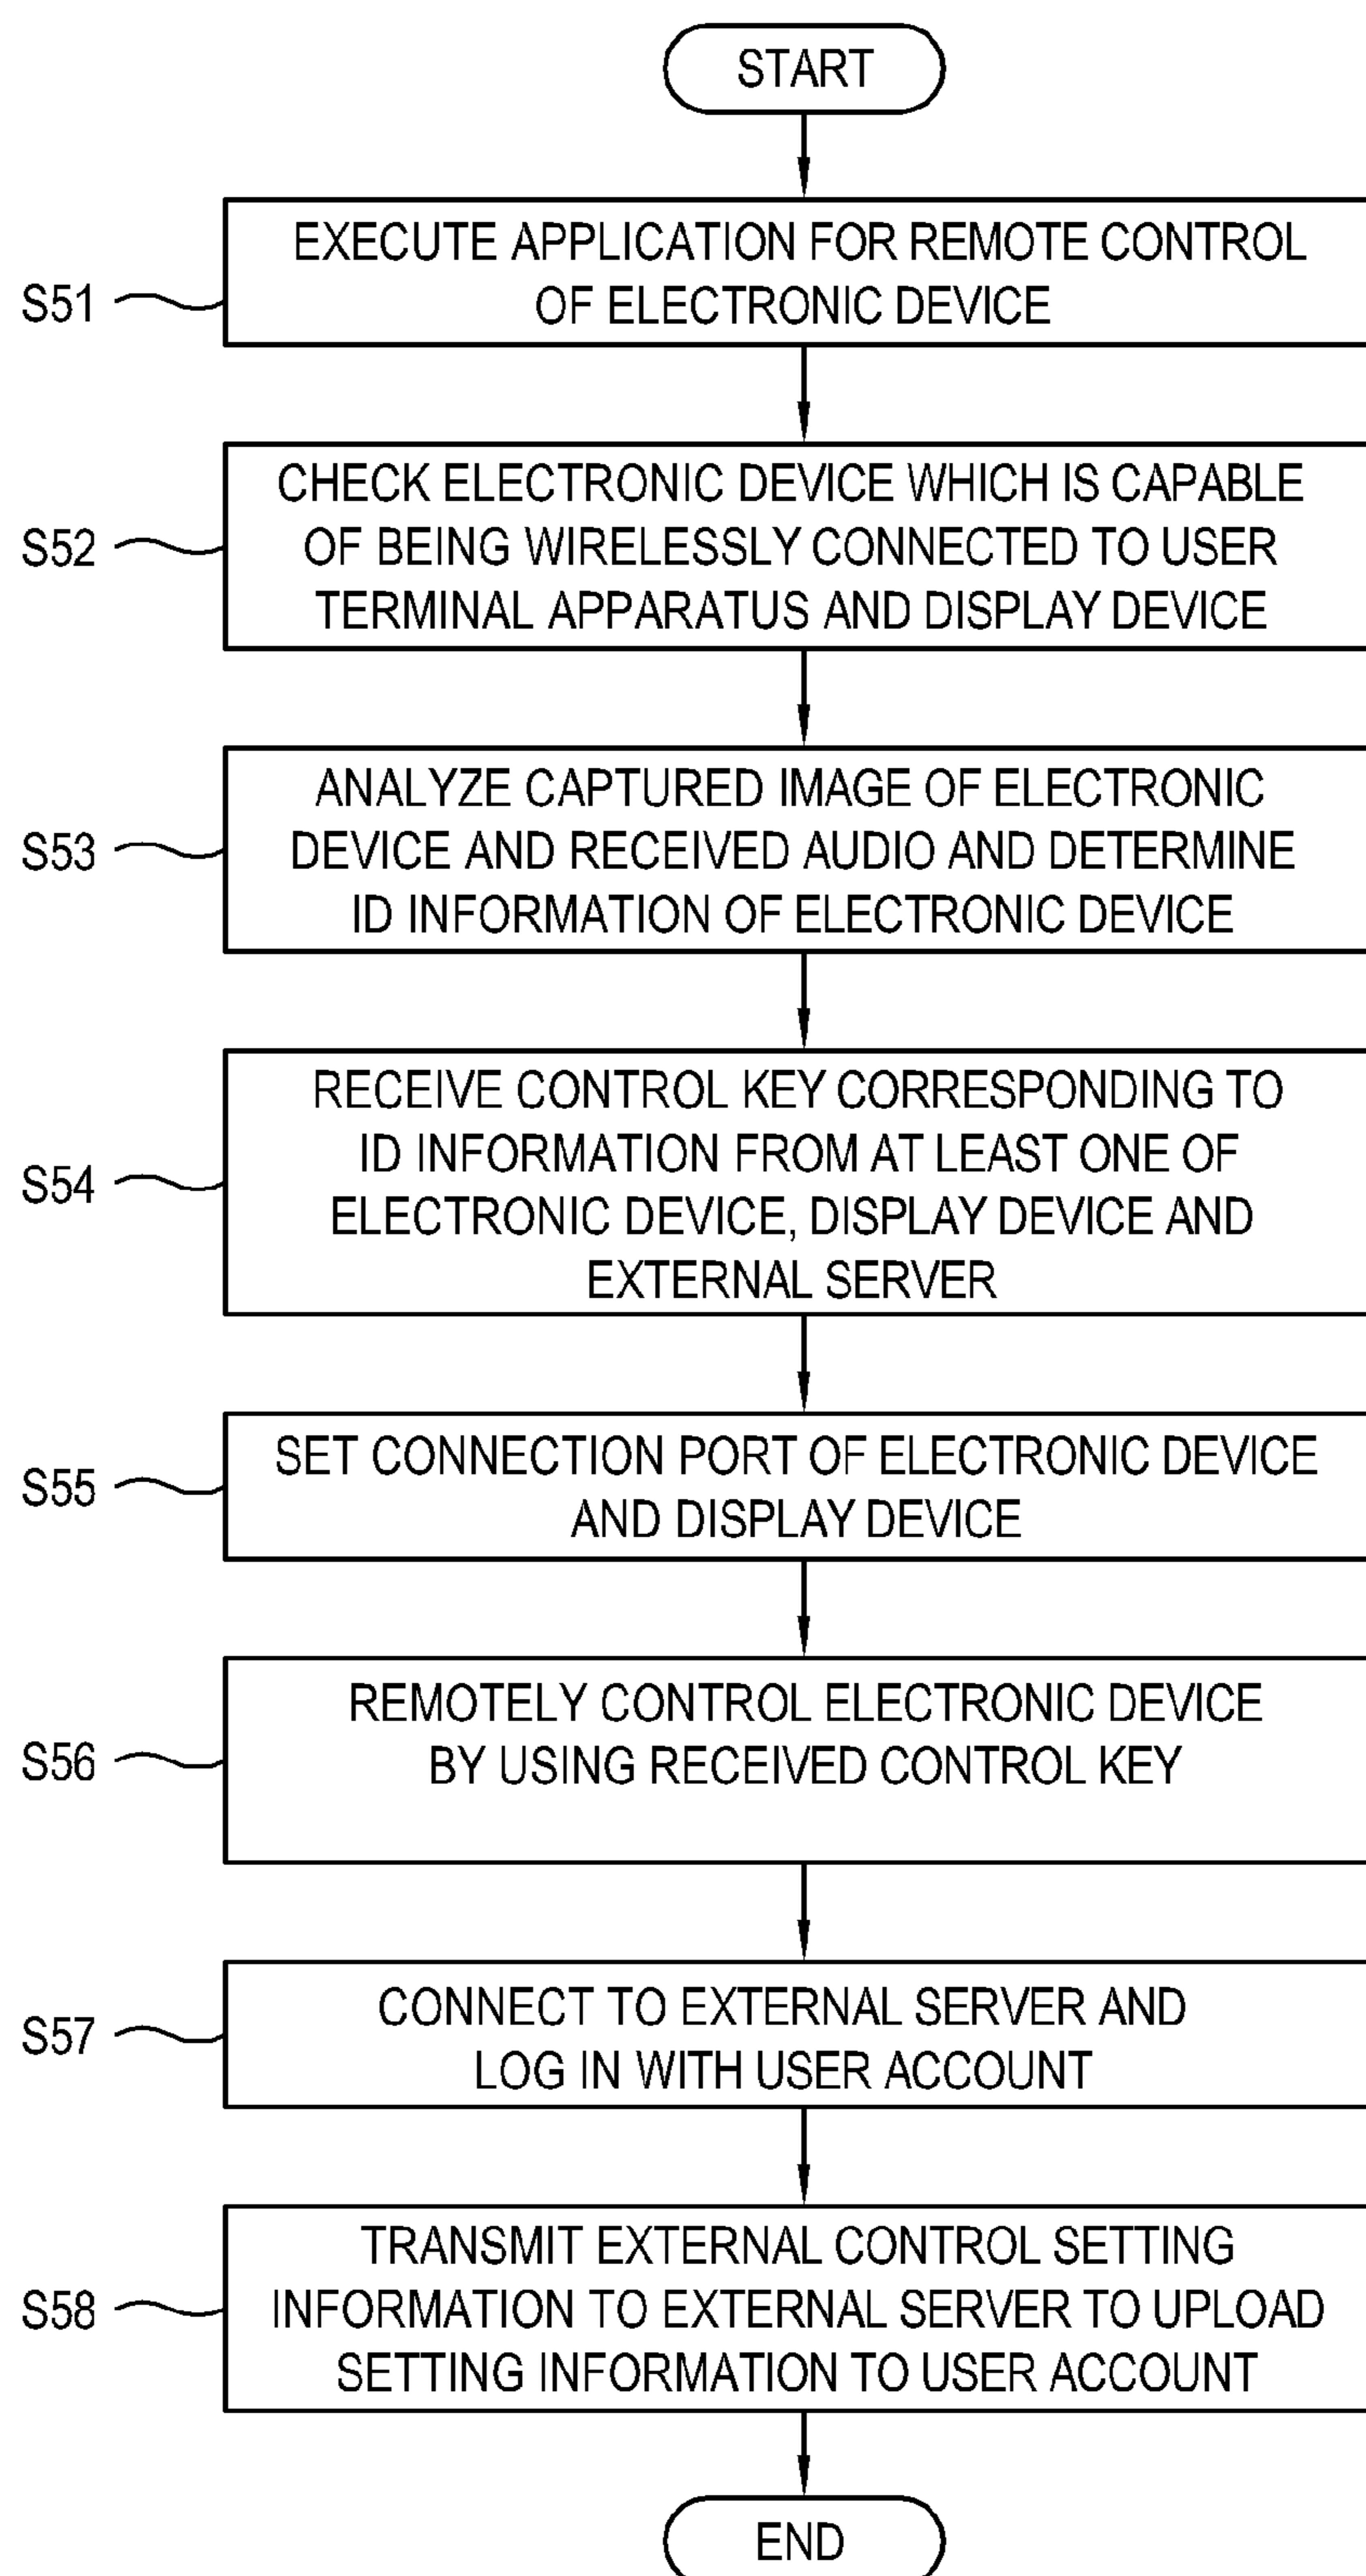 START
S51
EXECUTE APPLICATION FOR REMOTE CONTROL
OF ELECTRONIC DEVICE
S52
CHECK ELECTRONIC DEVICE WHICH IS CAPABLE
OF BEING WIRELESSLY CONNECTED TO USER
TERMINAL APPARATUS AND DISPLAY DEVICE
S53
ANALYZE CAPTURED IMAGE OF ELECTRONIC
DEVICE AND RECEIVED AUDIO AND DETERMINE
ID INFORMATION OF ELECTRONIC DEVICE
S54
RECEIVE CONTROL KEY CORRESPONDING TO
ID INFORMATION FROM AT LEAST ONE OF
ELECTRONIC DEVICE, DISPLAY DEVICE AND
EXTERNAL SERVER
S55
SET CONNECTION PORT OF ELECTRONIC DEVICE
AND DISPLAY DEVICE
S56
REMOTELY CONTROL ELECTRONIC DEVICE
BY USING RECEIVED CONTROL KEY
S57
CONNECT TO EXTERNAL SERVER AND
LOG IN WITH USER ACCOUNT
S58
TRANSMIT EXTERNAL CONTROL SETTING
INFORMATION TO EXTERNAL SERVER TO UPLOAD
SETTING INFORMATION TO USER ACCOUNT
END